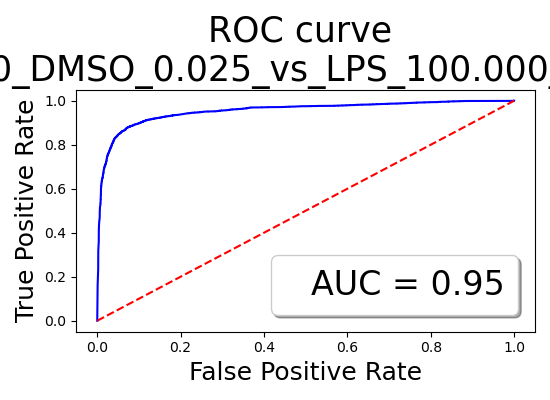 ROC curve
0_DMSO_0.025_vs_LPS_100.000_
True Positive Rate
1.0
0.8
0.6
0.4
0.2
0.0
AUC = 0.95
0.0 0.2 0.4 0.6 0.8 1.0
False Positive Rate